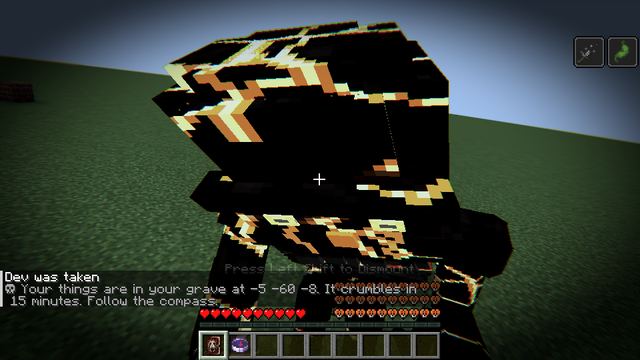 Press Left Shift to Dismount
Dev was taken
☠ Your things are in your grave at -5 -60 -8. It crumbles in
15 minutes. Follow the compass.